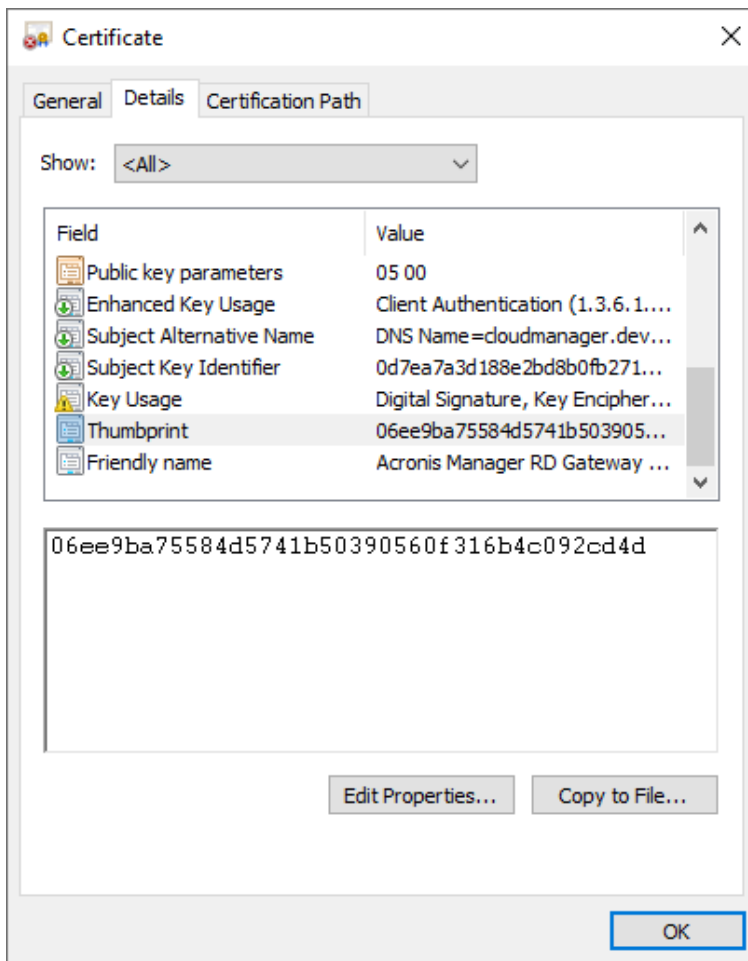 Certificate
General Details Certification Path
Show: <All>
Field Value
Public key parameters 05 00
Enhanced Key Usage Client Authentication (1.3.6.1....
Subject Alternative Name DNS Name=cloudmanager.dev...
Subject Key Identifier 0d7ea7a3d188e2bd8b0fb271...
Key Usage Digital Signature, Key Encipher...
Thumbprint 06ee9ba75584d5741b503905...
Friendly name Acronis Manager RD Gateway ...
06ee9ba75584d5741b50390560f316b4c092cd4d
Edit Properties... Copy to File...
OK